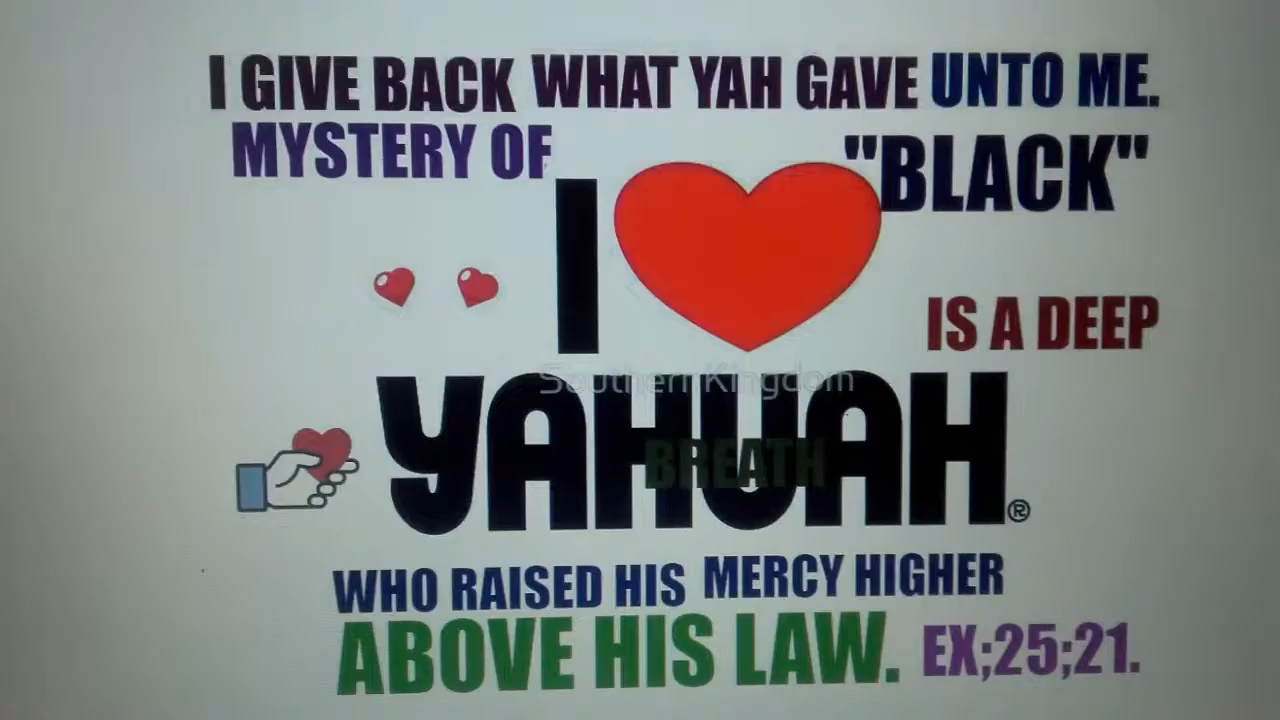 I GIVE BACK WHAT YAH GAVE UNTO ME.
MYSTERY OF "BLACK"
I
IS A DEEP
SouthernKingdom
YAHUAH®
BREATH
WHO RAISED HIS MERCY HIGHER
ABOVE HIS LAW. EX;25;21.